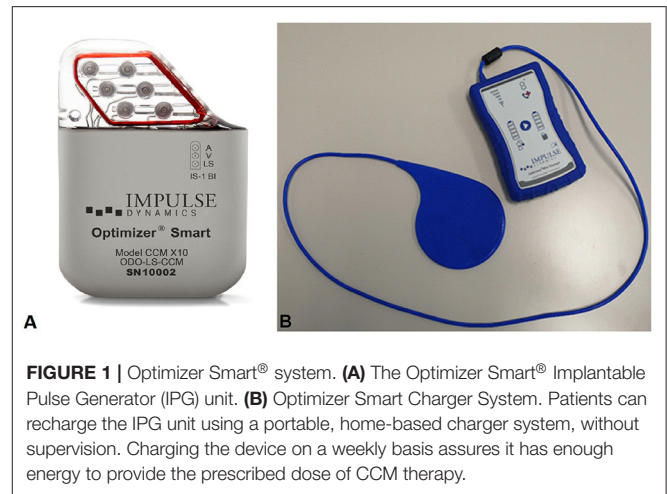 A
V
LS
IS-1 BI
IMPULSE
DYNAMICS
Optimizer® Smart
Model CCM X10
ODO-LS-CCM
SN10002
A
IMPULSE
DYNAMICS
B
FIGURE 1 | Optimizer Smart® system. (A) The Optimizer Smart® Implantable
Pulse Generator (IPG) unit. (B) Optimizer Smart Charger System. Patients can
recharge the IPG unit using a portable, home-based charger system, without
supervision. Charging the device on a weekly basis assures it has enough
energy to provide the prescribed dose of CCM therapy.